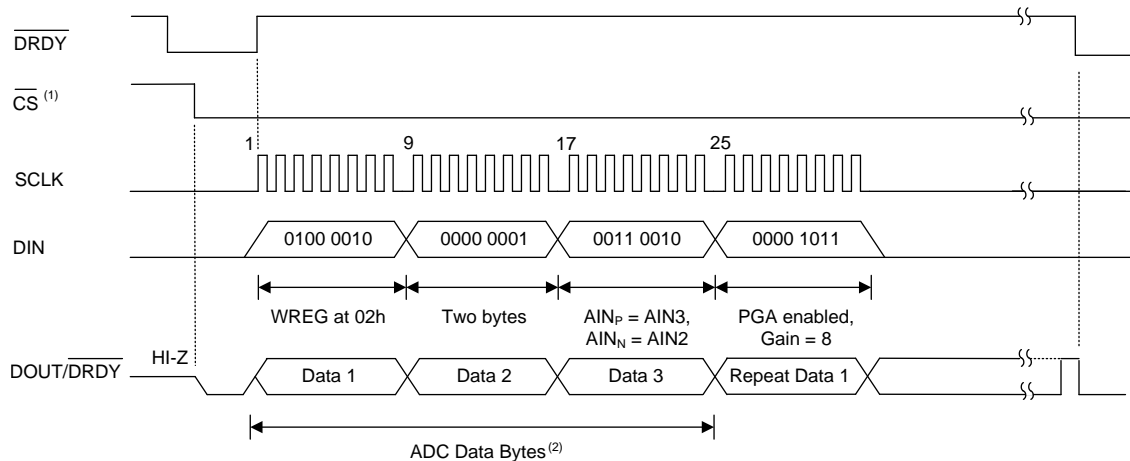 DRDY
CS (1)
1 9 17 25
SCLK
DIN
0100 0010 0000 0001 0011 0010 0000 1011
WREG at 02h
Two bytes
AINP = AIN3,
AINN = AIN2
PGA enabled,
Gain = 8
HI-Z
DOUT/DRDY
Data 1 Data 2 Data 3 Repeat Data 1
ADC Data Bytes(2)